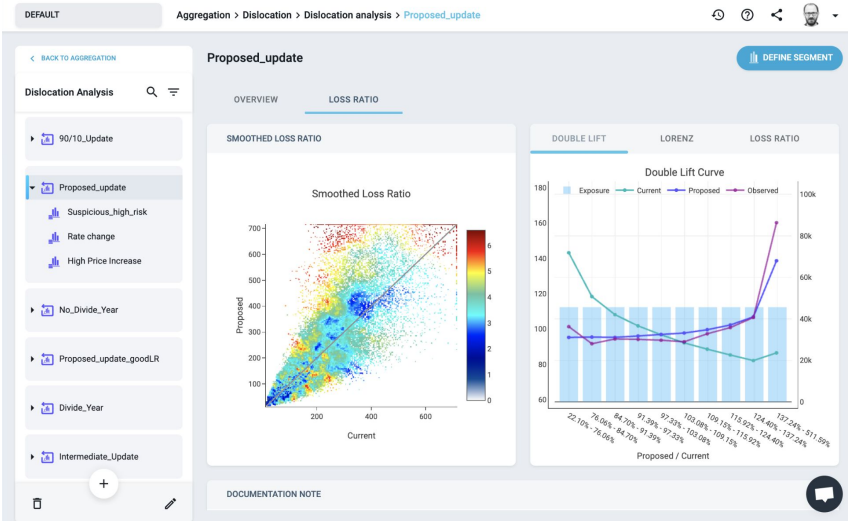 DEFAULT
Aggregation > Dislocation > Dislocation analysis > Proposed_update
BACK TO AGGREGATION
Dislocation Analysis
90/10_Update
Proposed_update
Suspicious_high_risk
Rate change
High Price Increase
No_Divide_Year
Proposed_update_goodLR
Divide_Year
Intermediate_Update
Proposed_update
DEFINE SEGMENT
OVERVIEW
LOSS RATIO
SMOOTHED LOSS RATIO
Smoothed Loss Ratio
700
600
500
400
300
200
100
Proposed
200
400
600
Current
6
5
4
3
2
1
0
DOUBLE LIFT
LORENZ
LOSS RATIO
Double Lift Curve
Exposure
Current
Proposed
Observed
180
160
140
120
100
80
60
100k
80k
60k
40k
20k
0
22.10% - 76.06%
76.06% - 84.70%
84.70% - 91.39%
91.39% - 97.33%
97.33% - 103.08%
103.08% - 109.15%
109.15% - 115.92%
115.92% - 124.40%
124.40% - 137.24%
137.24% - 511.59%
Proposed / Current
DOCUMENTATION NOTE